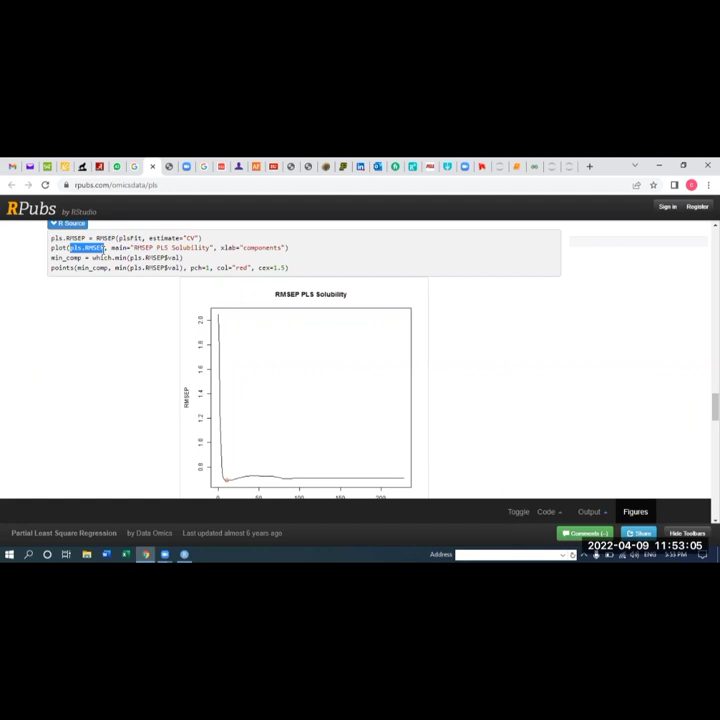 rpubs.com/omicsdata/pls
RPubs by RStudio
Sign in Register
R Source
pls.RMSEP = RMSEP(plsFit, estimate="CV")
plot(pls.RMSEP, main="RMSEP PLS Solubility", xlab="components")
min_comp = which.min(pls.RMSEP$val)
points(min_comp, min(pls.RMSEP$val), pch=1, col="red", cex=1.5)
RMSEP PLS Solubility
RMSEP
2.0
1.8
1.6
1.4
1.2
1.0
0.8
0 50 100 150 200
Toggle Code Output Figures
Partial Least Square Regression by Data Omics Last updated almost 6 years ago
Comments (-) Share Hide Toolbars
Address
2022-04-09 11:53:05
ENG